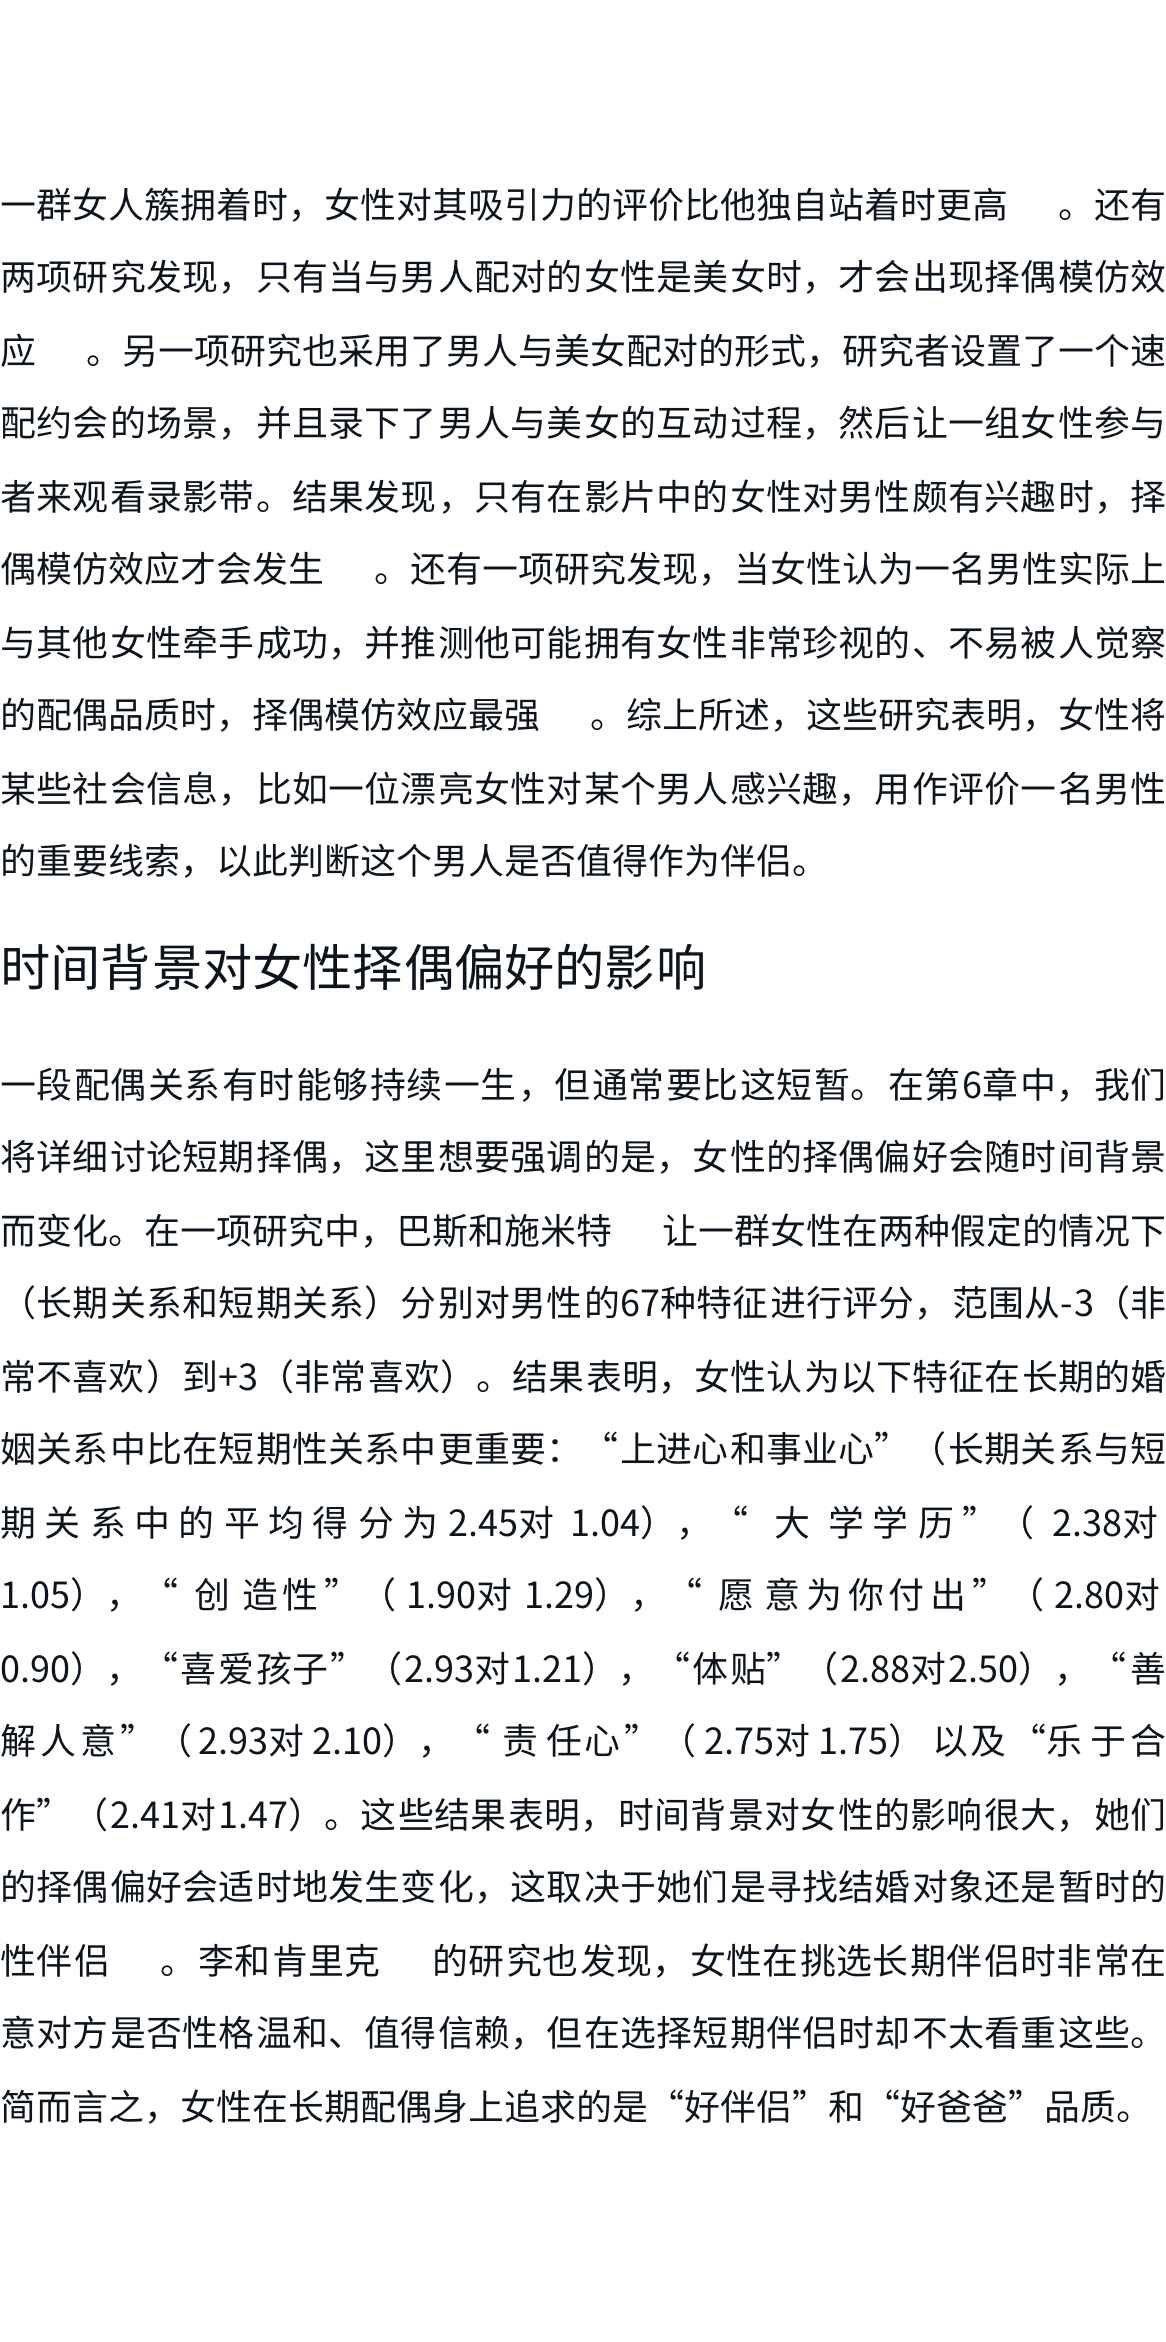 一群女人簇拥着时，女性对其吸引力的评价比他独自站着时更高 。还有
两项研究发现，只有当与男人配对的女性是美女时，才会出现择偶模仿效
应 。另一项研究也采用了男人与美女配对的形式，研究者设置了一个速
配约会的场景，并且录下了男人与美女的互动过程，然后让一组女性参与
者来观看录影带。结果发现，只有在影片中的女性对男性颇有兴趣时，择
偶模仿效应才会发生 。还有一项研究发现，当女性认为一名男性实际上
与其他女性牵手成功，并推测他可能拥有女性非常珍视的、不易被人觉察
的配偶品质时，择偶模仿效应最强 。综上所述，这些研究表明，女性将
某些社会信息，比如一位漂亮女性对某个男人感兴趣，用作评价一名男性
的重要线索，以此判断这个男人是否值得作为伴侣。
时间背景对女性择偶偏好的影响
一段配偶关系有时能够持续一生，但通常要比这短暂。在第6章中，我们
将详细讨论短期择偶，这里想要强调的是，女性的择偶偏好会随时间背景
而变化。在一项研究中，巴斯和施米特 让一群女性在两种假定的情况下
（长期关系和短期关系）分别对男性的67种特征进行评分，范围从-3（非
常不喜欢）到+3（非常喜欢）。结果表明，女性认为以下特征在长期的婚
姻关系中比在短期性关系中更重要：“上进心和事业心”（长期关系与短
期关系中的平均得分为2.45对1.04），“大学学历”（2.38对
1.05），“创造性”（1.90对1.29），“愿意为你付出”（2.80对
0.90），“喜爱孩子”（2.93对1.21），“体贴”（2.88对2.50），“善
解人意”（2.93对2.10），“责任心”（2.75对1.75）以及“乐于合
作”（2.41对1.47）。这些结果表明，时间背景对女性的影响很大，她们
的择偶偏好会适时地发生变化，这取决于她们是寻找结婚对象还是暂时的
性伴侣 。李和肯里克 的研究也发现，女性在挑选长期伴侣时非常在
意对方是否性格温和、值得信赖，但在选择短期伴侣时却不太看重这些。
简而言之，女性在长期配偶身上追求的是“好伴侣”和“好爸爸”品质。